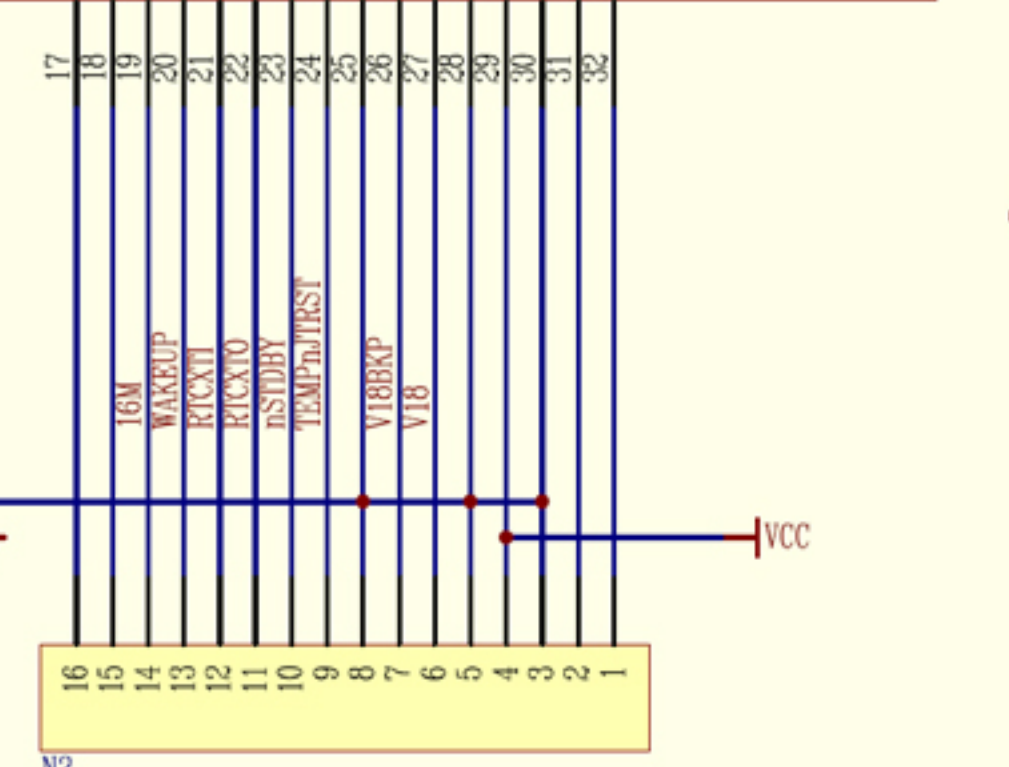 17 18 19 20 21 22 23 24 25 26 27 28 29 30 31 32
16M
WAKEUP
RTCXTI
RTCXTO
nSTDBY
TEMPnJTRST
V18BKP
V18
VCC
16 15 14 13 12 11 10 9 8 7 6 5 4 3 2 1